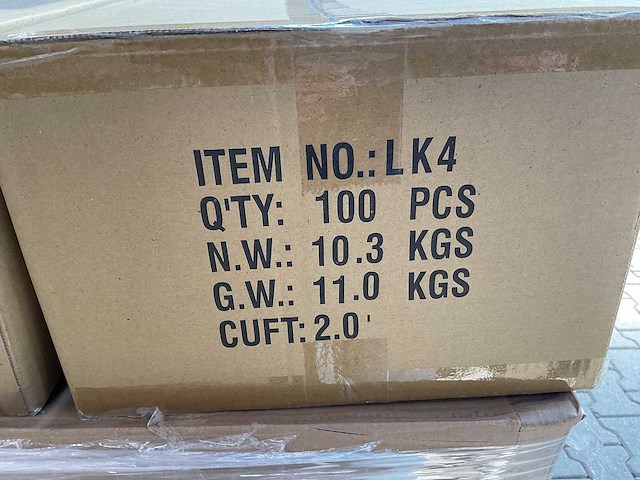 ITEM NO.: LK4
Q'TY: 100 PCS
N.W.: 10.3 KGS
G.W.: 11.0 KGS
CUFT: 2.0'